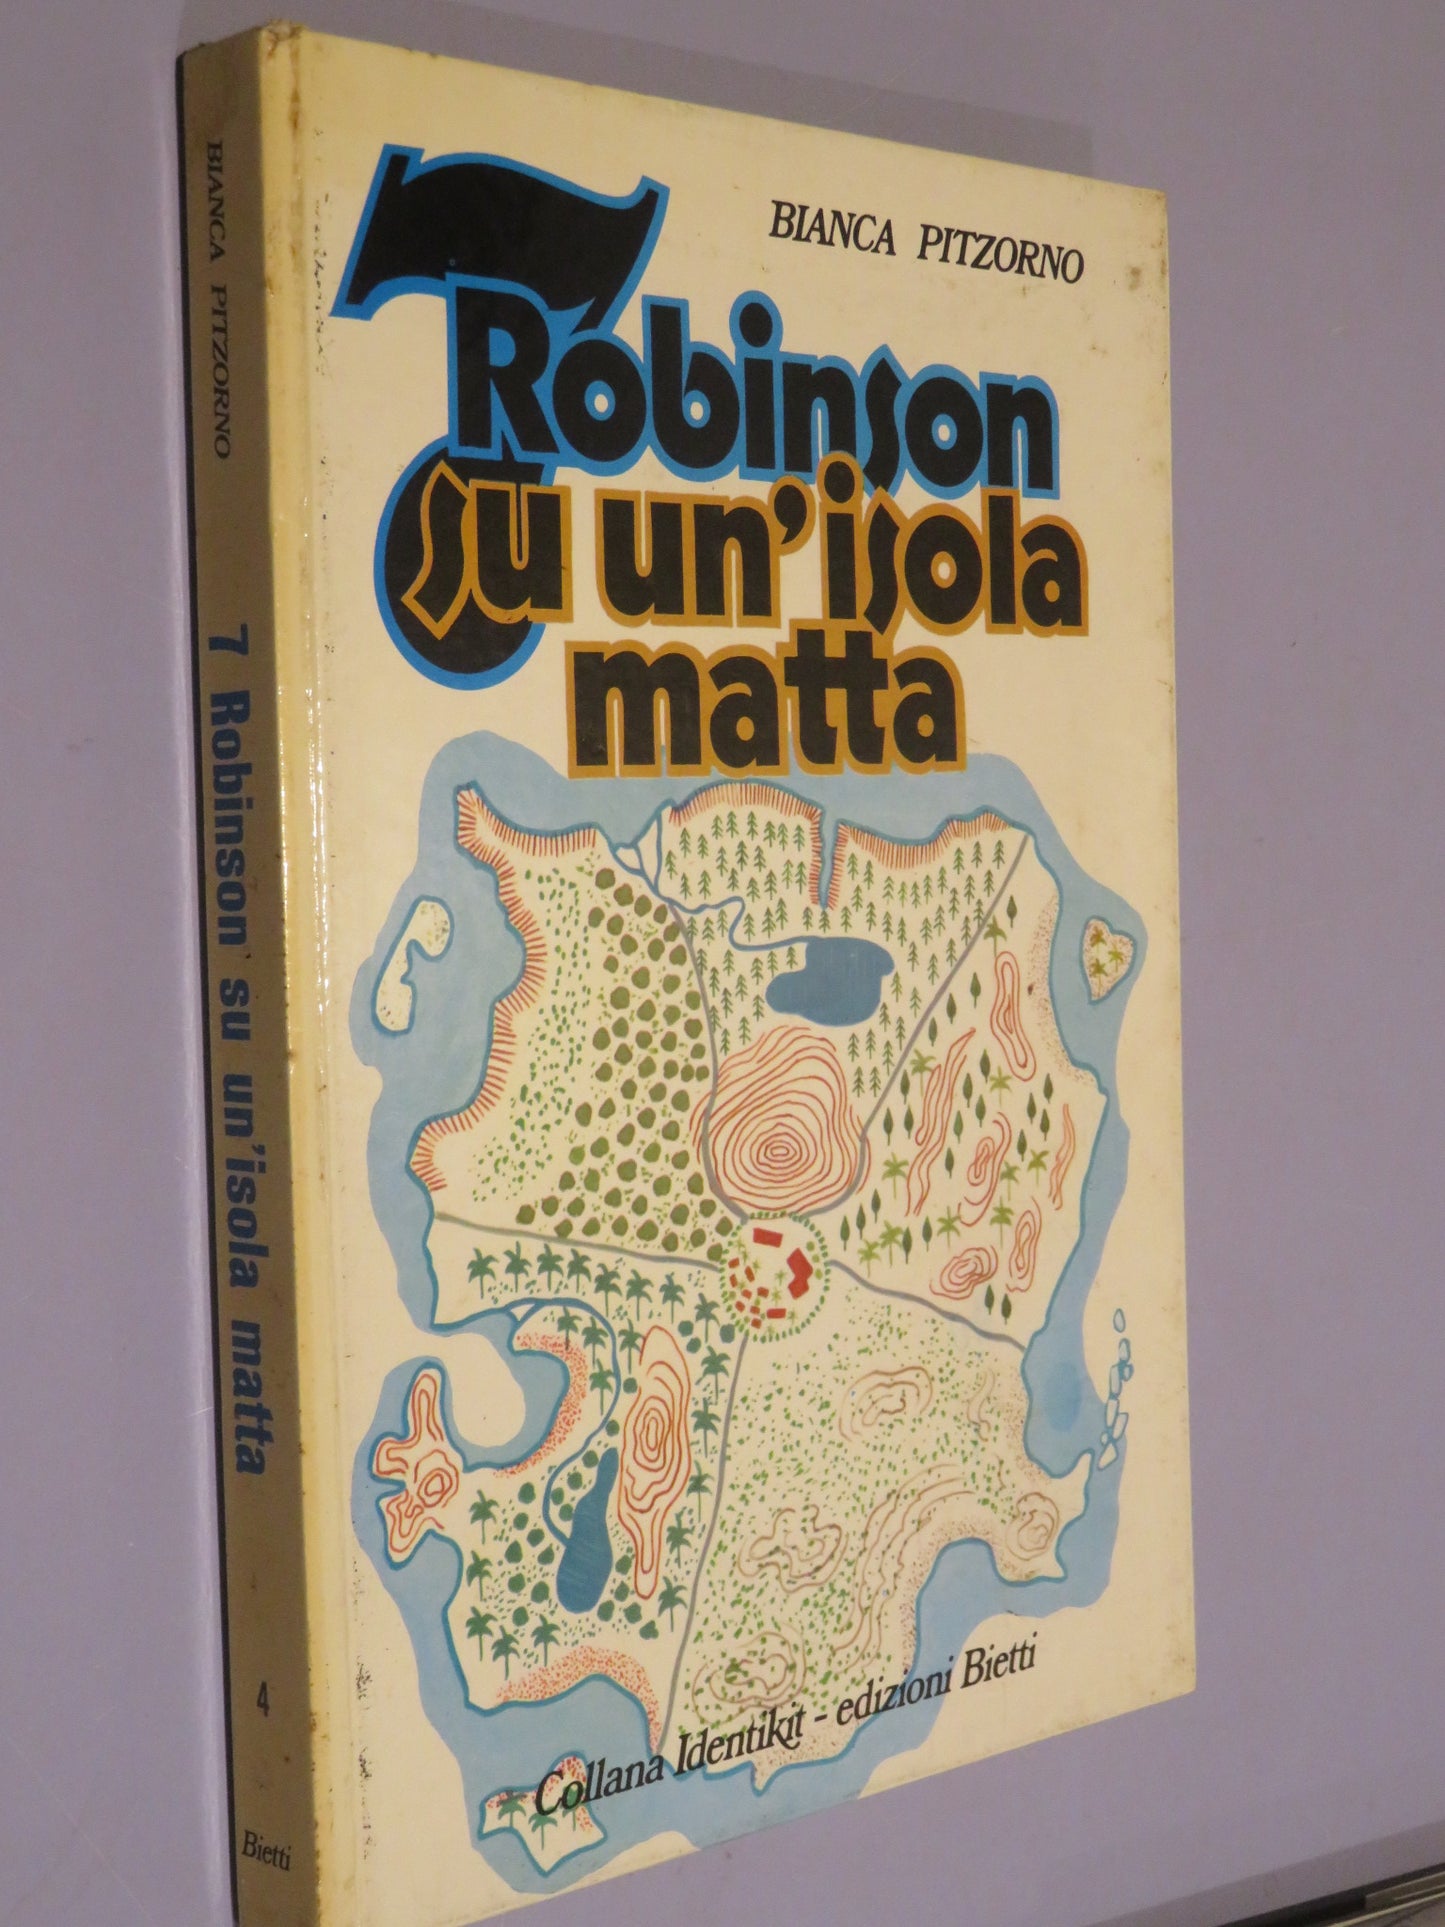 BIANCA PITZORNO
7 Robinson
su un'isola
matta
Collana Identikit - edizioni Bietti
BIANCA PITZORNO
7 Robinson su un'isola matta
4
Bietti